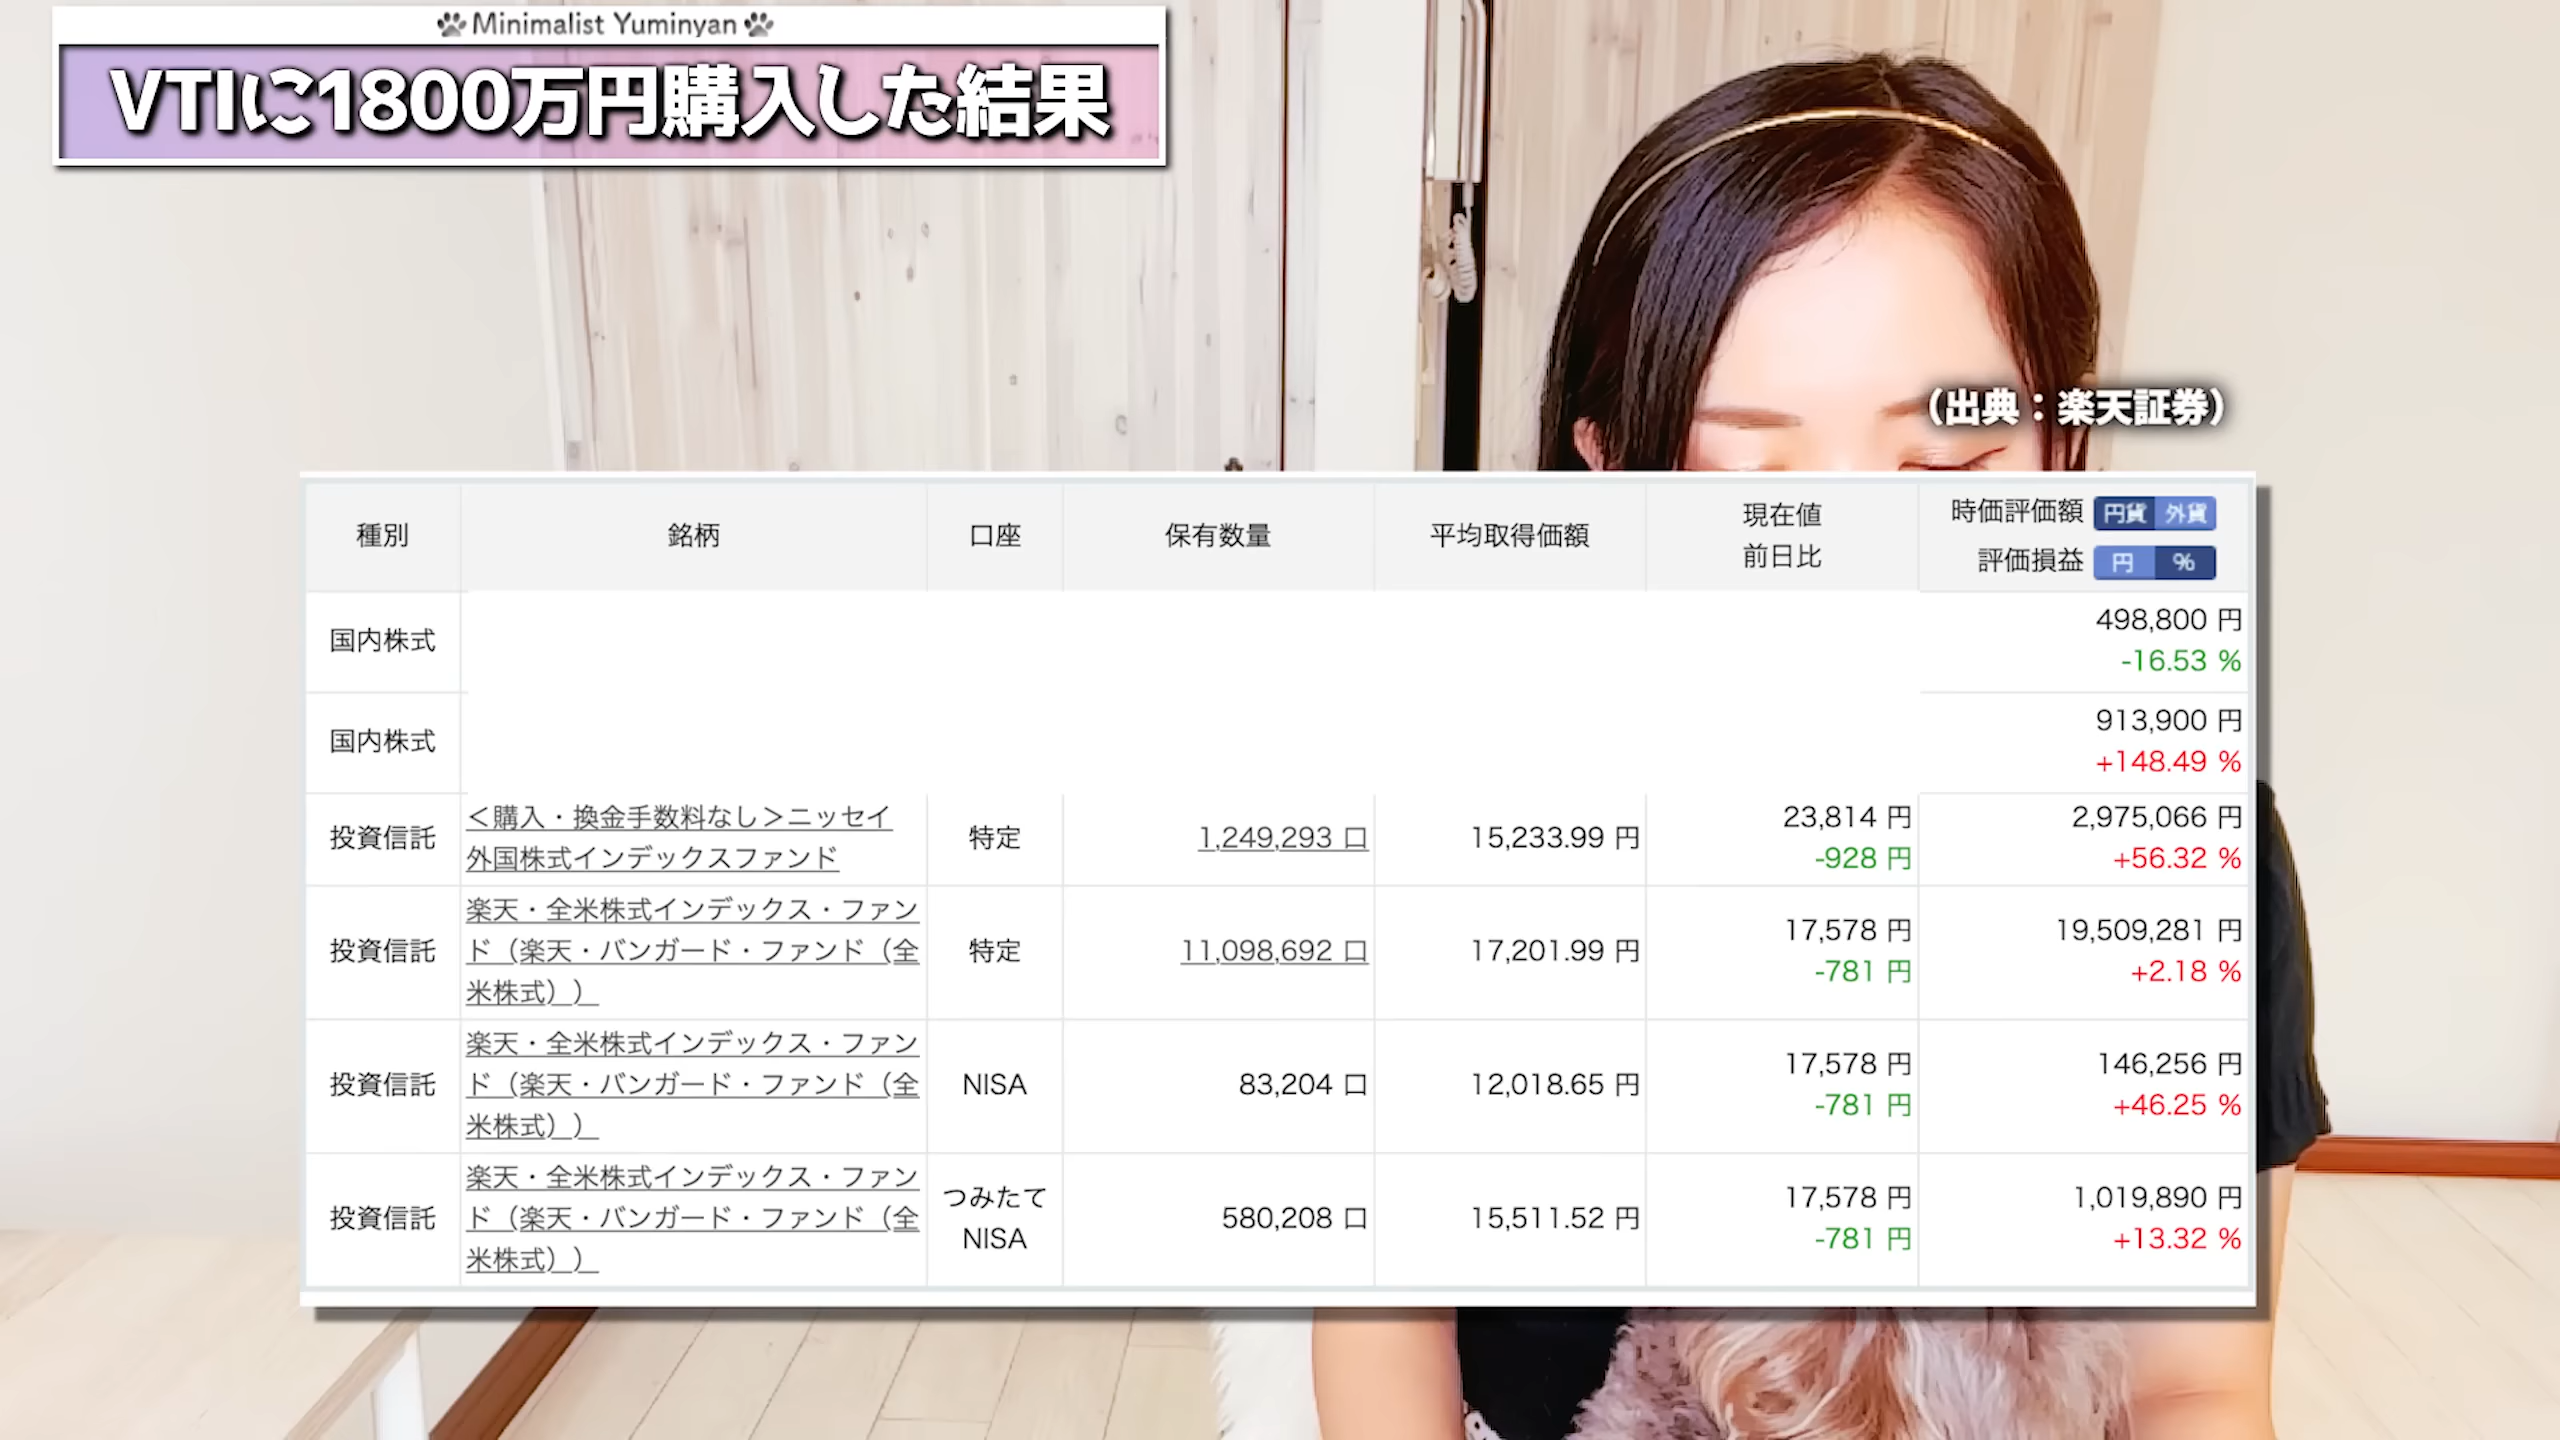 Minimalist Yuminyan
VTIに1800万円購入した結果
（出典：楽天証券）
種別 銘柄 口座 保有数量 平均取得価額 現在値 前日比 時価評価額 円貨 外貨 評価損益 円 %
国内株式 498,800 円
-16.53 %
国内株式 913,900 円
+148.49 %
投資信託 ＜購入・換金手数料なし＞ニッセイ
外国株式インデックスファンド 特定 1,249,293 口 15,233.99 円 23,814 円 -928 円 2,975,066 円 +56.32 %
投資信託 楽天・全米株式インデックス・ファン
ド（楽天・バンガード・ファンド（全
米株式）） 特定 11,098,692 口 17,201.99 円 17,578 円 -781 円 19,509,281 円 +2.18 %
投資信託 楽天・全米株式インデックス・ファン
ド（楽天・バンガード・ファンド（全
米株式）） NISA 83,204 口 12,018.65 円 17,578 円 -781 円 146,256 円 +46.25 %
投資信託 楽天・全米株式インデックス・ファン
ド（楽天・バンガード・ファンド（全
米株式）） つみたて NISA 580,208 口 15,511.52 円 17,578 円 -781 円 1,019,890 円 +13.32 %